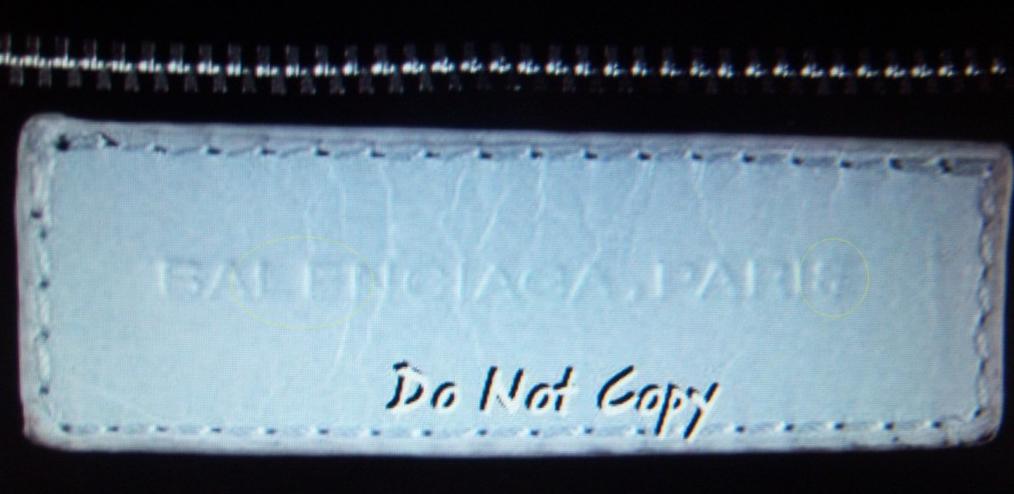 BALENCIAGA, PARIS
Do Not Copy